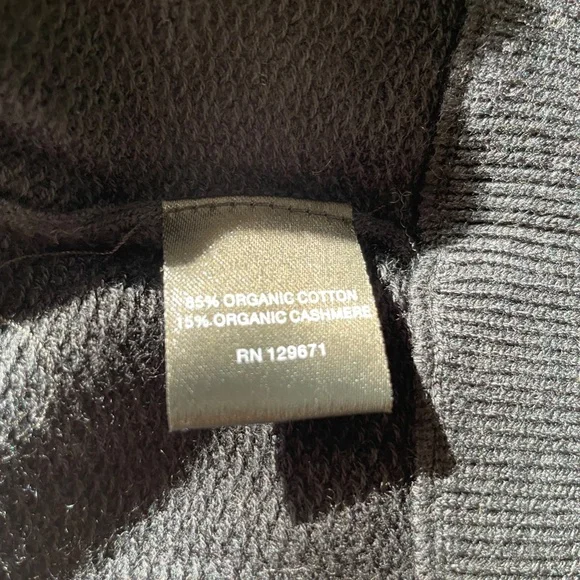 85% ORGANIC COTTON
15% ORGANIC CASHMERE
RN 129671